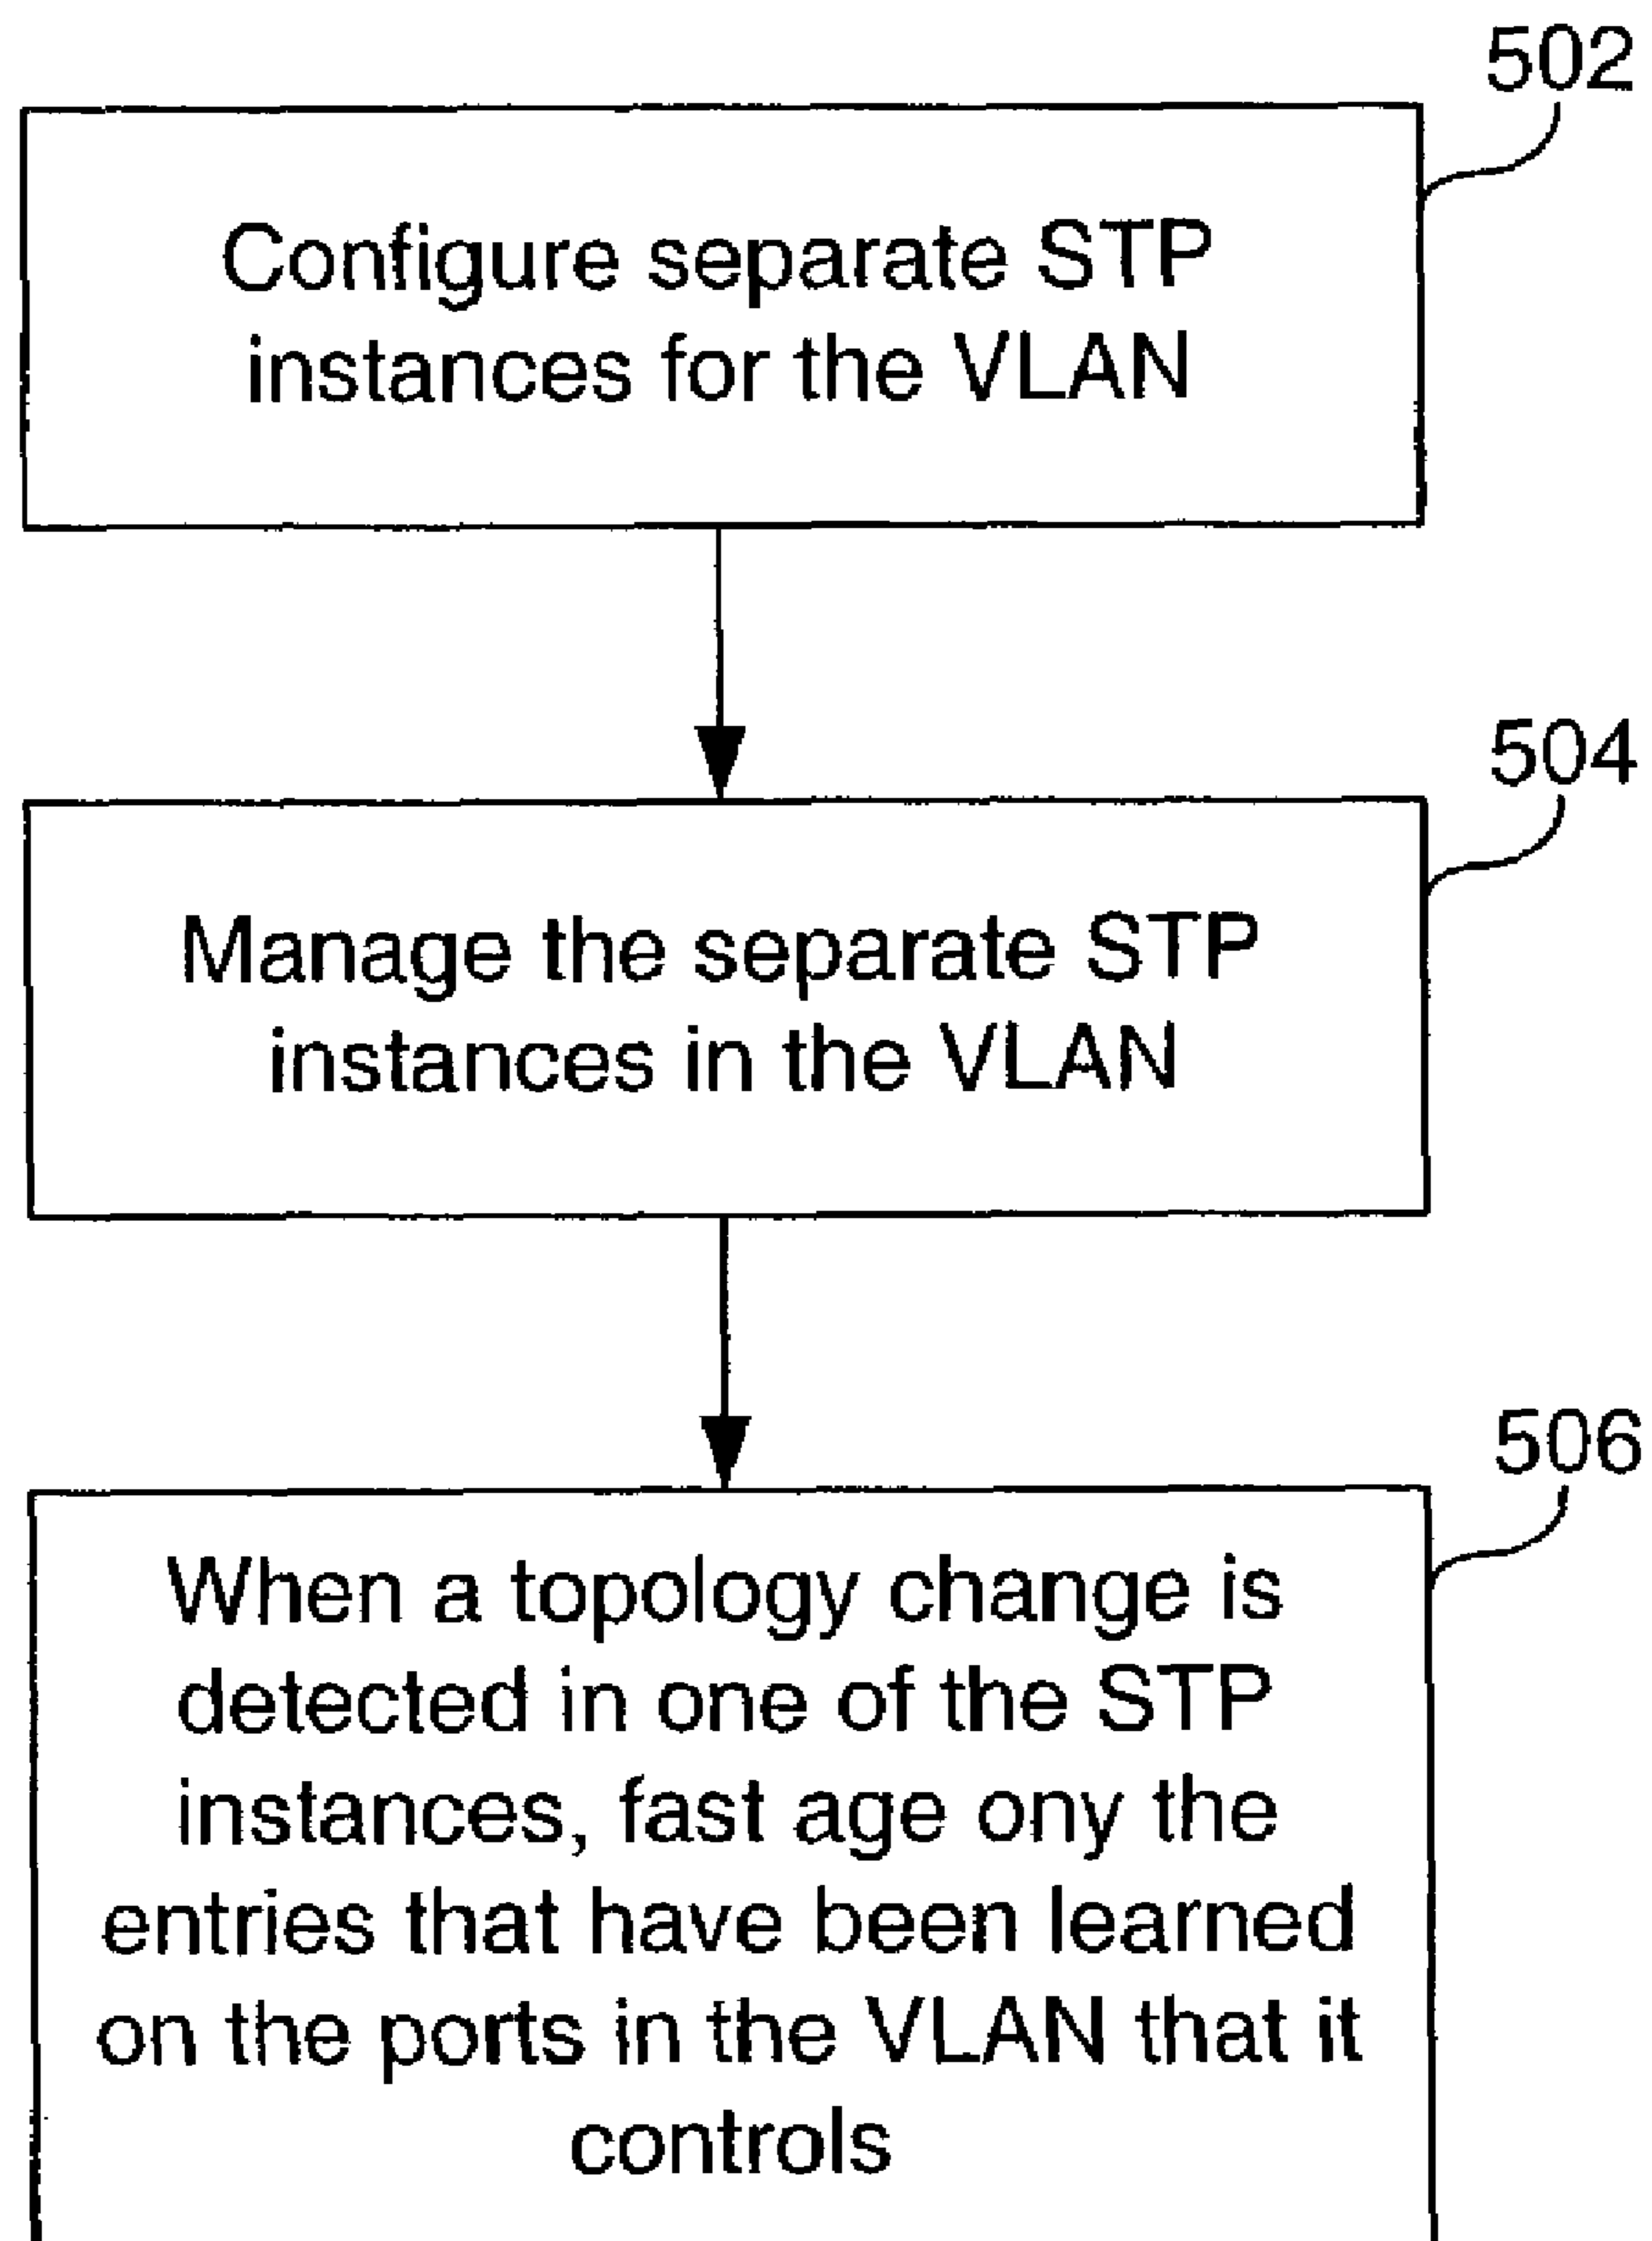 502
Configure separate STP
instances for the VLAN
504
Manage the separate STP
instances in the VLAN
506
When a topology change is
detected in one of the STP
instances, fast age ony the
entries that have been learned
on the ports in the VLAN that it
controls